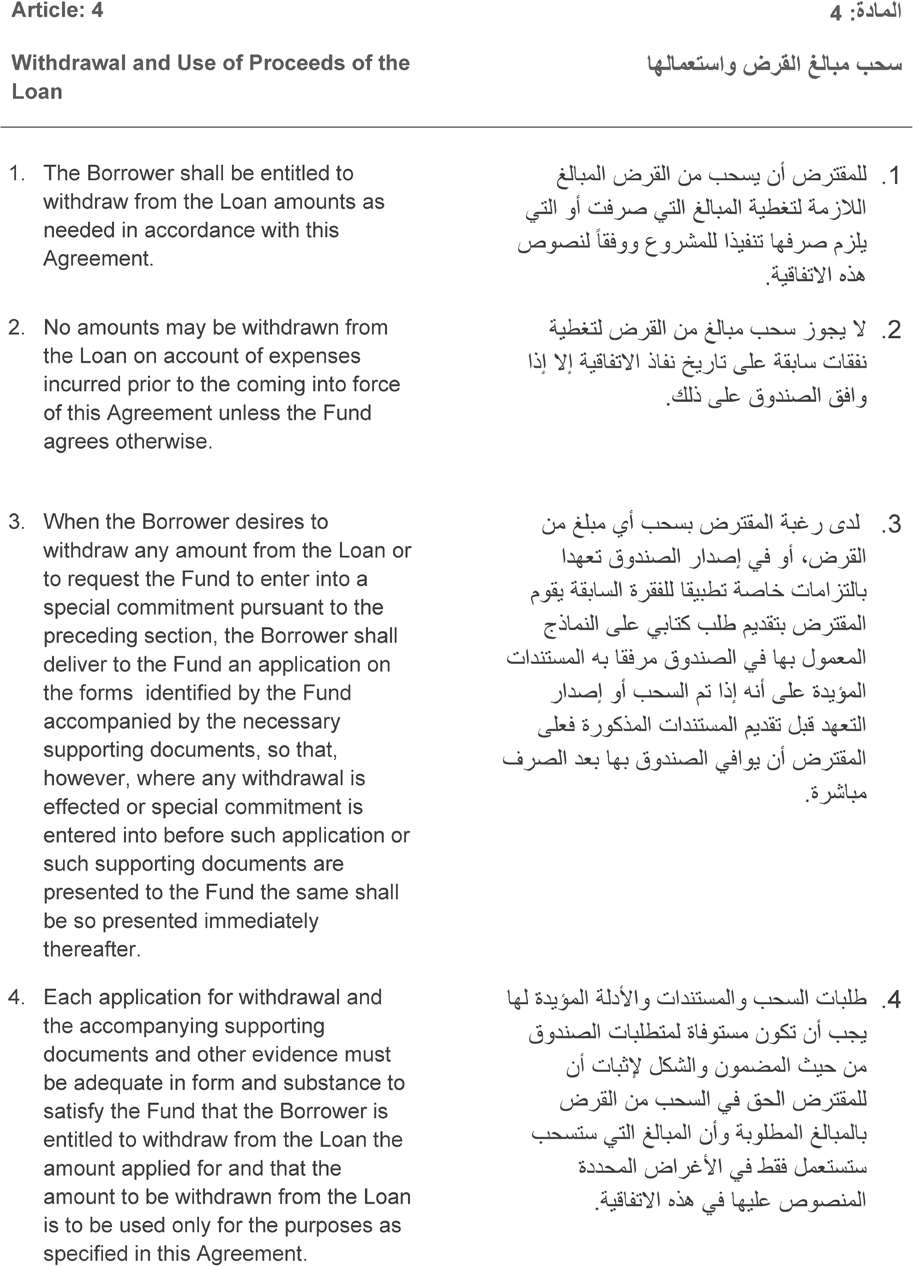 Article: 4
المادة: 4
Withdrawal and Use of Proceeds of the
Loan
سحب مبالغ القرض واستعمالها
1. The Borrower shall be entitled to
withdraw from the Loan amounts as
needed in accordance with this
Agreement.
1. للمقترض أن يسحب من القرض المبالغ
اللازمة لتغطية المبالغ التي صرفت أو التي
يلزم صرفها تنفيذا للمشروع ووفقاً لنصوص
هذه الاتفاقية.
2. No amounts may be withdrawn from
the Loan on account of expenses
incurred prior to the coming into force
of this Agreement unless the Fund
agrees otherwise.
2. لا يجوز سحب مبالغ من القرض لتغطية
نفقات سابقة على تاريخ نفاذ الاتفاقية إلا إذا
وافق الصندوق على ذلك.
3. When the Borrower desires to
withdraw any amount from the Loan or
to request the Fund to enter into a
special commitment pursuant to the
preceding section, the Borrower shall
deliver to the Fund an application on
the forms identified by the Fund
accompanied by the necessary
supporting documents, so that,
however, where any withdrawal is
effected or special commitment is
entered into before such application or
such supporting documents are
presented to the Fund the same shall
be so presented immediately
thereafter.
3. لدى رغبة المقترض بسحب أي مبلغ من
القرض، أو في إصدار الصندوق تعهدا
بالتزامات خاصة تطبيقا للفقرة السابقة يقوم
المقترض بتقديم طلب كتابي على النماذج
المعمول بها في الصندوق مرفقا به المستندات
المؤيدة على أنه إذا تم السحب أو إصدار
التعهد قبل تقديم المستندات المذكورة فعلى
المقترض أن يوافي الصندوق بها بعد الصرف
مباشرة.
4. Each application for withdrawal and
the accompanying supporting
documents and other evidence must
be adequate in form and substance to
satisfy the Fund that the Borrower is
entitled to withdraw from the Loan the
amount applied for and that the
amount to be withdrawn from the Loan
is to be used only for the purposes as
specified in this Agreement.
4. طلبات السحب والمستندات والأدلة المؤيدة لها
يجب أن تكون مستوفاة لمتطلبات الصندوق
من حيث المضمون والشكل لإثبات أن
للمقترض الحق في السحب من القرض
بالمبالغ المطلوبة وأن المبالغ التي ستسحب
ستستعمل فقط في الأغراض المحددة
المنصوص عليها في هذه الاتفاقية.